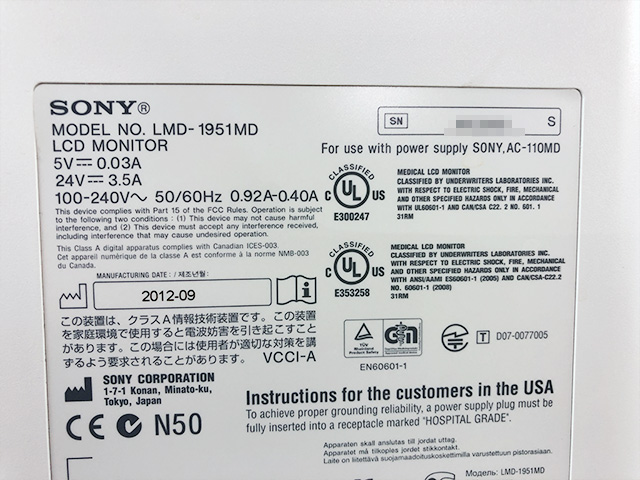 SONY®
MODEL NO. LMD-1951MD
LCD MONITOR
5V⎓0.03A
24V⎓3.5A
100-240V~ 50/60Hz 0.92A-0.40A
This device complies with Part 15 of the FCC Rules. Operation is subject
to the following two conditions : (1) This device may not cause harmful
interference, and (2) This device must accept any interference received,
including interference that may cause undesired operation.
This Class A digital apparatus complies with Canadian ICES-003.
Cet appareil numérique de la classe A est conforme à la norme NMB-003
du Canada.
MANUFACTURING DATE : /제조년월:
2012-09
i
この装置は、クラスA情報技術装置です。この装置
を家庭環境で使用すると電波妨害を引き起こすこと
があります。この場合には使用者が適切な対策を講
ずるよう要求されることがあります。 VCCI-A
SONY CORPORATION
1-7-1 Konan, Minato-ku,
Tokyo, Japan
CE N50
SN S
For use with power supply SONY, AC-110MD
CLASSIFIED
C UL US
E300247
MEDICAL LCD MONITOR
CLASSIFIED BY UNDERWRITERS LABORATORIES INC.
WITH RESPECT TO ELECTRIC SHOCK, FIRE, MECHANICAL
AND OTHER SPECIFIED HAZARDS ONLY IN ACCORDANCE
WITH UL60601-1 AND CAN/CSA C22. 2 NO. 601. 1
31RM
CLASSIFIED
C UL US
E353258
MEDICAL LCD MONITOR
CLASSIFIED BY UNDERWRITERS LABORATORIES INC.
WITH RESPECT TO ELECTRIC SHOCK, FIRE, MECHANICAL
AND OTHER SPECIFIED HAZARDS ONLY IN ACCORDANCE
WITH ANSI/AAMI ES60601-1 (2005) AND CAN/CSA-C22.2
NO. 60601-1 (2008)
31RM
TÜV
Rheinland
Product Safety
GM
EN60601-1
T D07-0077005
Instructions for the customers in the USA
To achieve proper grounding reliability, a power supply plug must be
fully inserted into a receptacle marked "HOSPITAL GRADE".
Apparaten skall anslutas till jordat uttag.
Apparatet må tilkoples jordet stikkontakt.
Laite on liitettävä suojamaadoituskoskettimilla varustettuun pistorasiaan.
Модель: LMD-1951MD